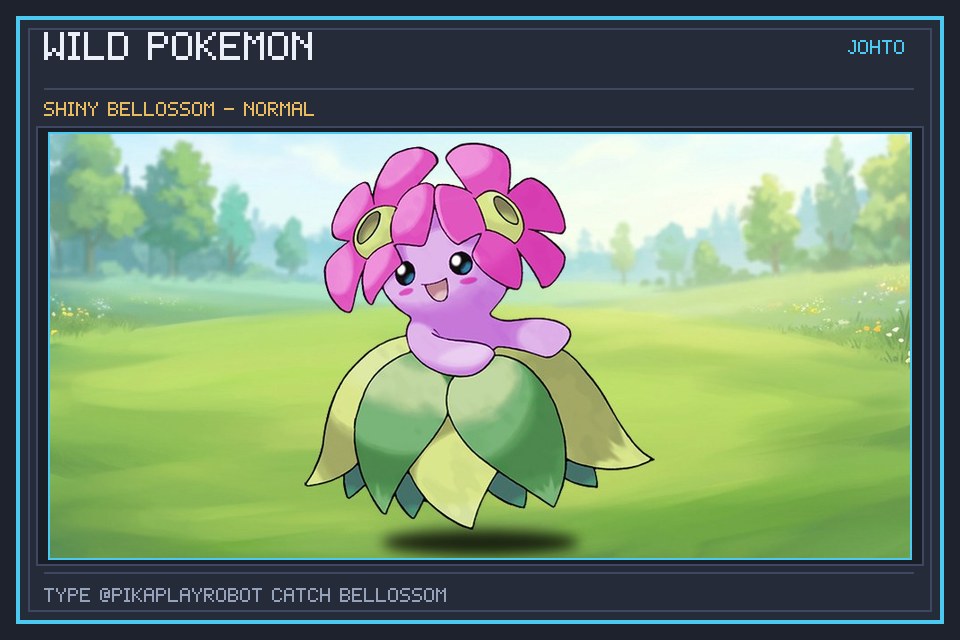 WILD POKEMON
JOHTO
SHINY BELLOSSOM - NORMAL
TYPE @PIKAPLAYROBOT CATCH BELLOSSOM